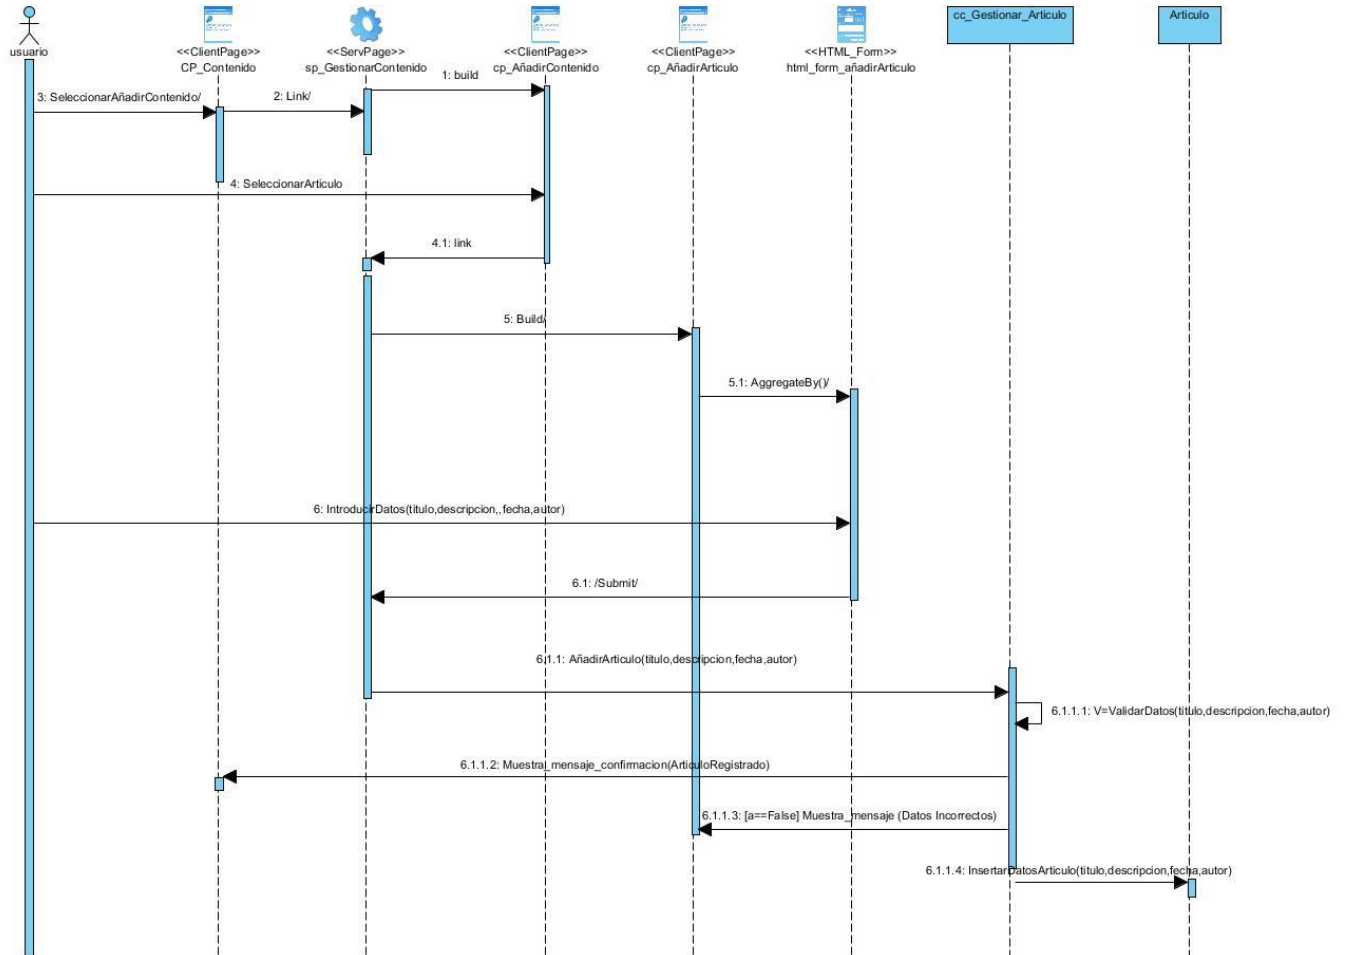 usuario
<<ClientPage>>
CP_Contenido
<<ServPage>>
sp_GestionarContenido
<<ClientPage>>
cp_AñadirContenido
<<ClientPage>>
cp_AñadirArticulo
<<HTML_Form>>
html_form_añadirArticulo
cc_Gestionar_Articulo
Articulo
1: build
3: SeleccionarAñadirContenido/
2: Link/
4: SeleccionarArticulo
4.1: link
5: Build/
5.1: AggregateBy()/
6: IntroducirDatos(titulo,descripcion,,fecha,autor)
6.1: /Submit/
6.1.1: AñadirArticulo(titulo,descripcion,fecha,autor)
6.1.1.1: V=ValidarDatos(titulo,descripcion,fecha,autor)
6.1.1.2: Muestra_mensaje_confirmacion(ArticuloRegistrado)
6.1.1.3: [a==False] Muestra_mensaje (Datos Incorrectos)
6.1.1.4: InsertarDatosArticulo(titulo,descripcion,fecha,autor)